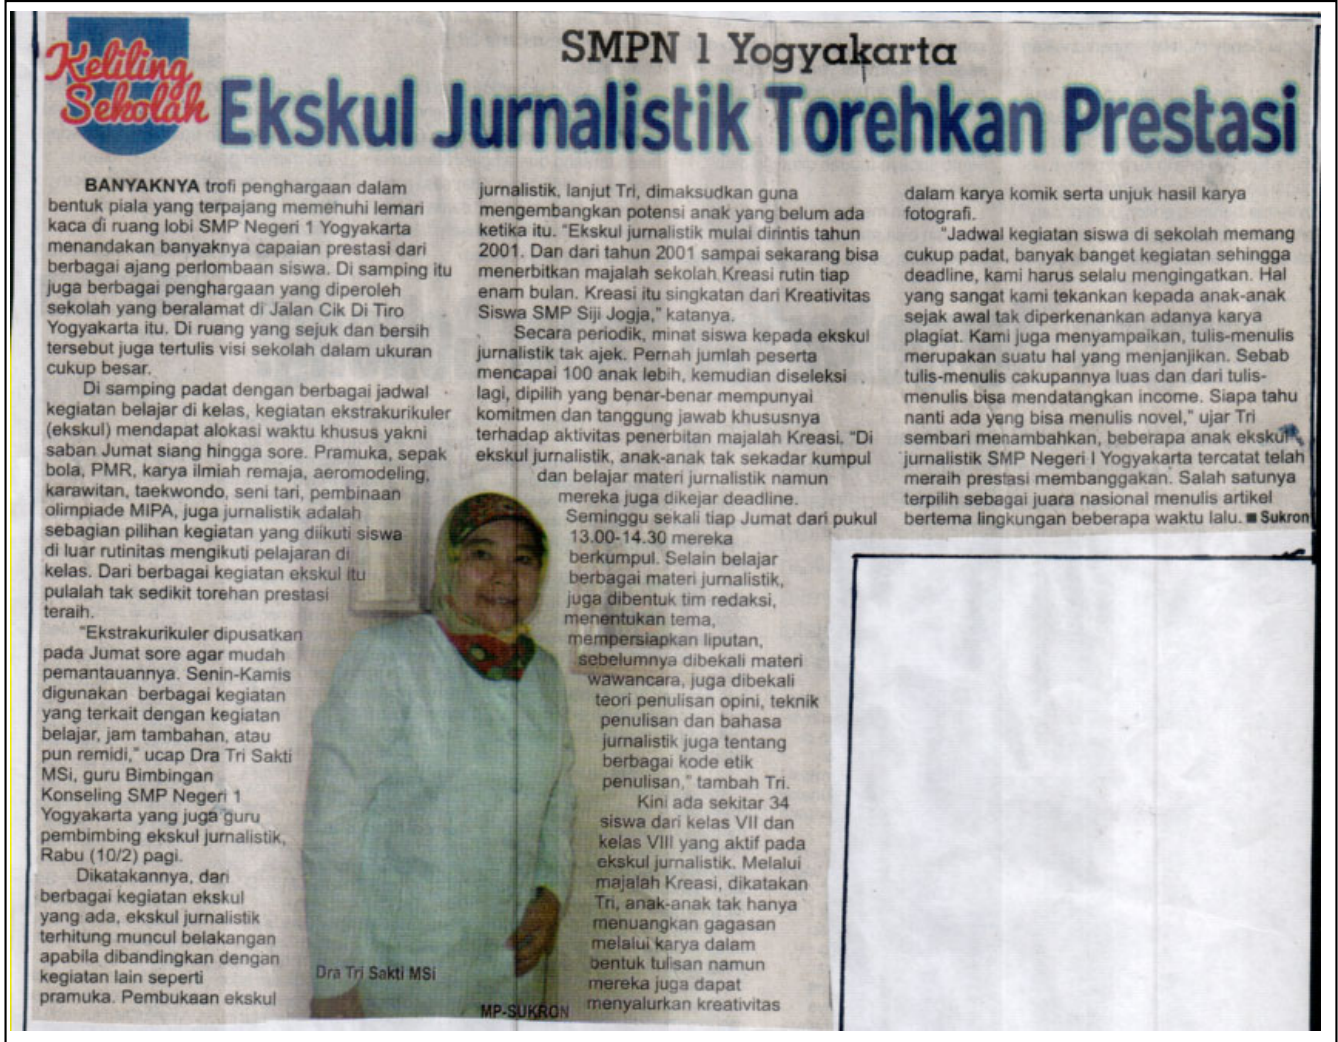 Keliling
Sekolah
SMPN 1 Yogyakarta
Ekskul Jurnalistik Torehkan Prestasi
BANYAKNYA trofi penghargaan dalam
bentuk piala yang terpajang memehuhi lemari
kaca di ruang lobi SMP Negeri 1 Yogyakarta
menandakan banyaknya capaian prestasi dari
berbagai ajang perlombaan siswa. Di samping itu
juga berbagai penghargaan yang diperoleh
sekolah yang beralamat di Jalan Cik Di Tiro
Yogyakarta itu. Di ruang yang sejuk dan bersih
tersebut juga tertulis visi sekolah dalam ukuran
cukup besar.
Di samping padat dengan berbagai jadwal
kegiatan belajar di kelas, kegiatan ekstrakurikuler
(ekskul) mendapat alokasi waktu khusus yakni
saban Jumat siang hingga sore. Pramuka, sepak
bola, PMR, karya ilmiah remaja, aeromodeling,
karawitan, taekwondo, seni tari, pembinaan
olimpiade MIPA, juga jurnalistik adalah
sebagian pilihan kegiatan yang diikuti siswa
di luar rutinitas mengikuti pelajaran di
kelas. Dari berbagai kegiatan ekskul itu
pulalah tak sedikit torehan prestasi
teraih.
"Ekstrakurikuler dipusatkan
pada Jumat sore agar mudah
pemantauannya. Senin-Kamis
digunakan berbagai kegiatan
yang terkait dengan kegiatan
belajar, jam tambahan, atau
pun remidi," ucap Dra Tri Sakti
MSi, guru Bimbingan
Konseling SMP Negeri 1
Yogyakarta yang juga guru
pembimbing ekskul jurnalistik,
Rabu (10/2) pagi.
Dikatakannya, dari
berbagai kegiatan ekskul
yang ada, ekskul jurnalistik
terhitung muncul belakangan
apabila dibandingkan dengan
kegiatan lain seperti
pramuka. Pembukaan ekskul
jurnalistik, lanjut Tri, dimaksudkan guna
mengembangkan potensi anak yang belum ada
ketika itu. "Ekskul jurnalistik mulai dirintis tahun
2001. Dan dari tahun 2001 sampai sekarang bisa
menerbitkan majalah sekolah Kreasi rutin tiap
enam bulan. Kreasi itu singkatan dari Kreativitas
Siswa SMP Siji Jogja," katanya.
Secara periodik, minat siswa kepada ekskul
jurnalistik tak ajek. Pernah jumlah peserta
mencapai 100 anak lebih, kemudian diseleksi
lagi, dipilih yang benar-benar mempunyai
komitmen dan tanggung jawab khususnya
terhadap aktivitas penerbitan majalah Kreasi, "Di
ekskul jurnalistik, anak-anak tak sekadar kumpul
dan belajar materi jurnalistik namun
mereka juga dikejar deadline.
Seminggu sekali tiap Jumat dari pukul
13.00-14.30 mereka
berkumpul. Selain belajar
berbagai materi jurnalistik,
juga dibentuk tim redaksi,
menentukan tema,
mempersiapkan liputan,
sebelumnya dibekali materi
wawancara, juga dibekali
teori penulisan opini, teknik
penulisan dan bahasa
jurnalistik juga tentang
berbagai kode etik
penulisan," tambah Tri.
Kini ada sekitar 34
siswa dari kelas VII dan
kelas VIII yang aktif pada
ekskul jurnalistik. Melalui
majalah Kreasi, dikatakan
Tri, anak-anak tak hanya
menuangkan gagasan
melalui karya dalam
bentuk tulisan namun
mereka juga dapat
menyalurkan kreativitas
dalam karya komik serta unjuk hasil karya
fotografi.
"Jadwal kegiatan siswa di sekolah memang
cukup padat, banyak banget kegiatan sehingga
deadline, kami harus selalu mengingatkan. Hal
yang sangat kami tekankan kepada anak-anak
sejak awal tak diperkenankan adanya karya
plagiat. Kami juga menyampaikan, tulis-menulis
merupakan suatu hal yang menjanjikan. Sebab
tulis-menulis cakupannya luas dan dari tulis-
menulis bisa mendatangkan income. Siapa tahu
nanti ada yang bisa menulis novel," ujar Tri
sembari menambahkan, beberapa anak ekskul
jurnalistik SMP Negeri I Yogyakarta tercatat telah
meraih prestasi membanggakan. Salah satunya
terpilih sebagai juara nasional menulis artikel
bertema lingkungan beberapa waktu lalu. ■ Sukron
Dra Tri Sakti MSi
MP-SUKRON